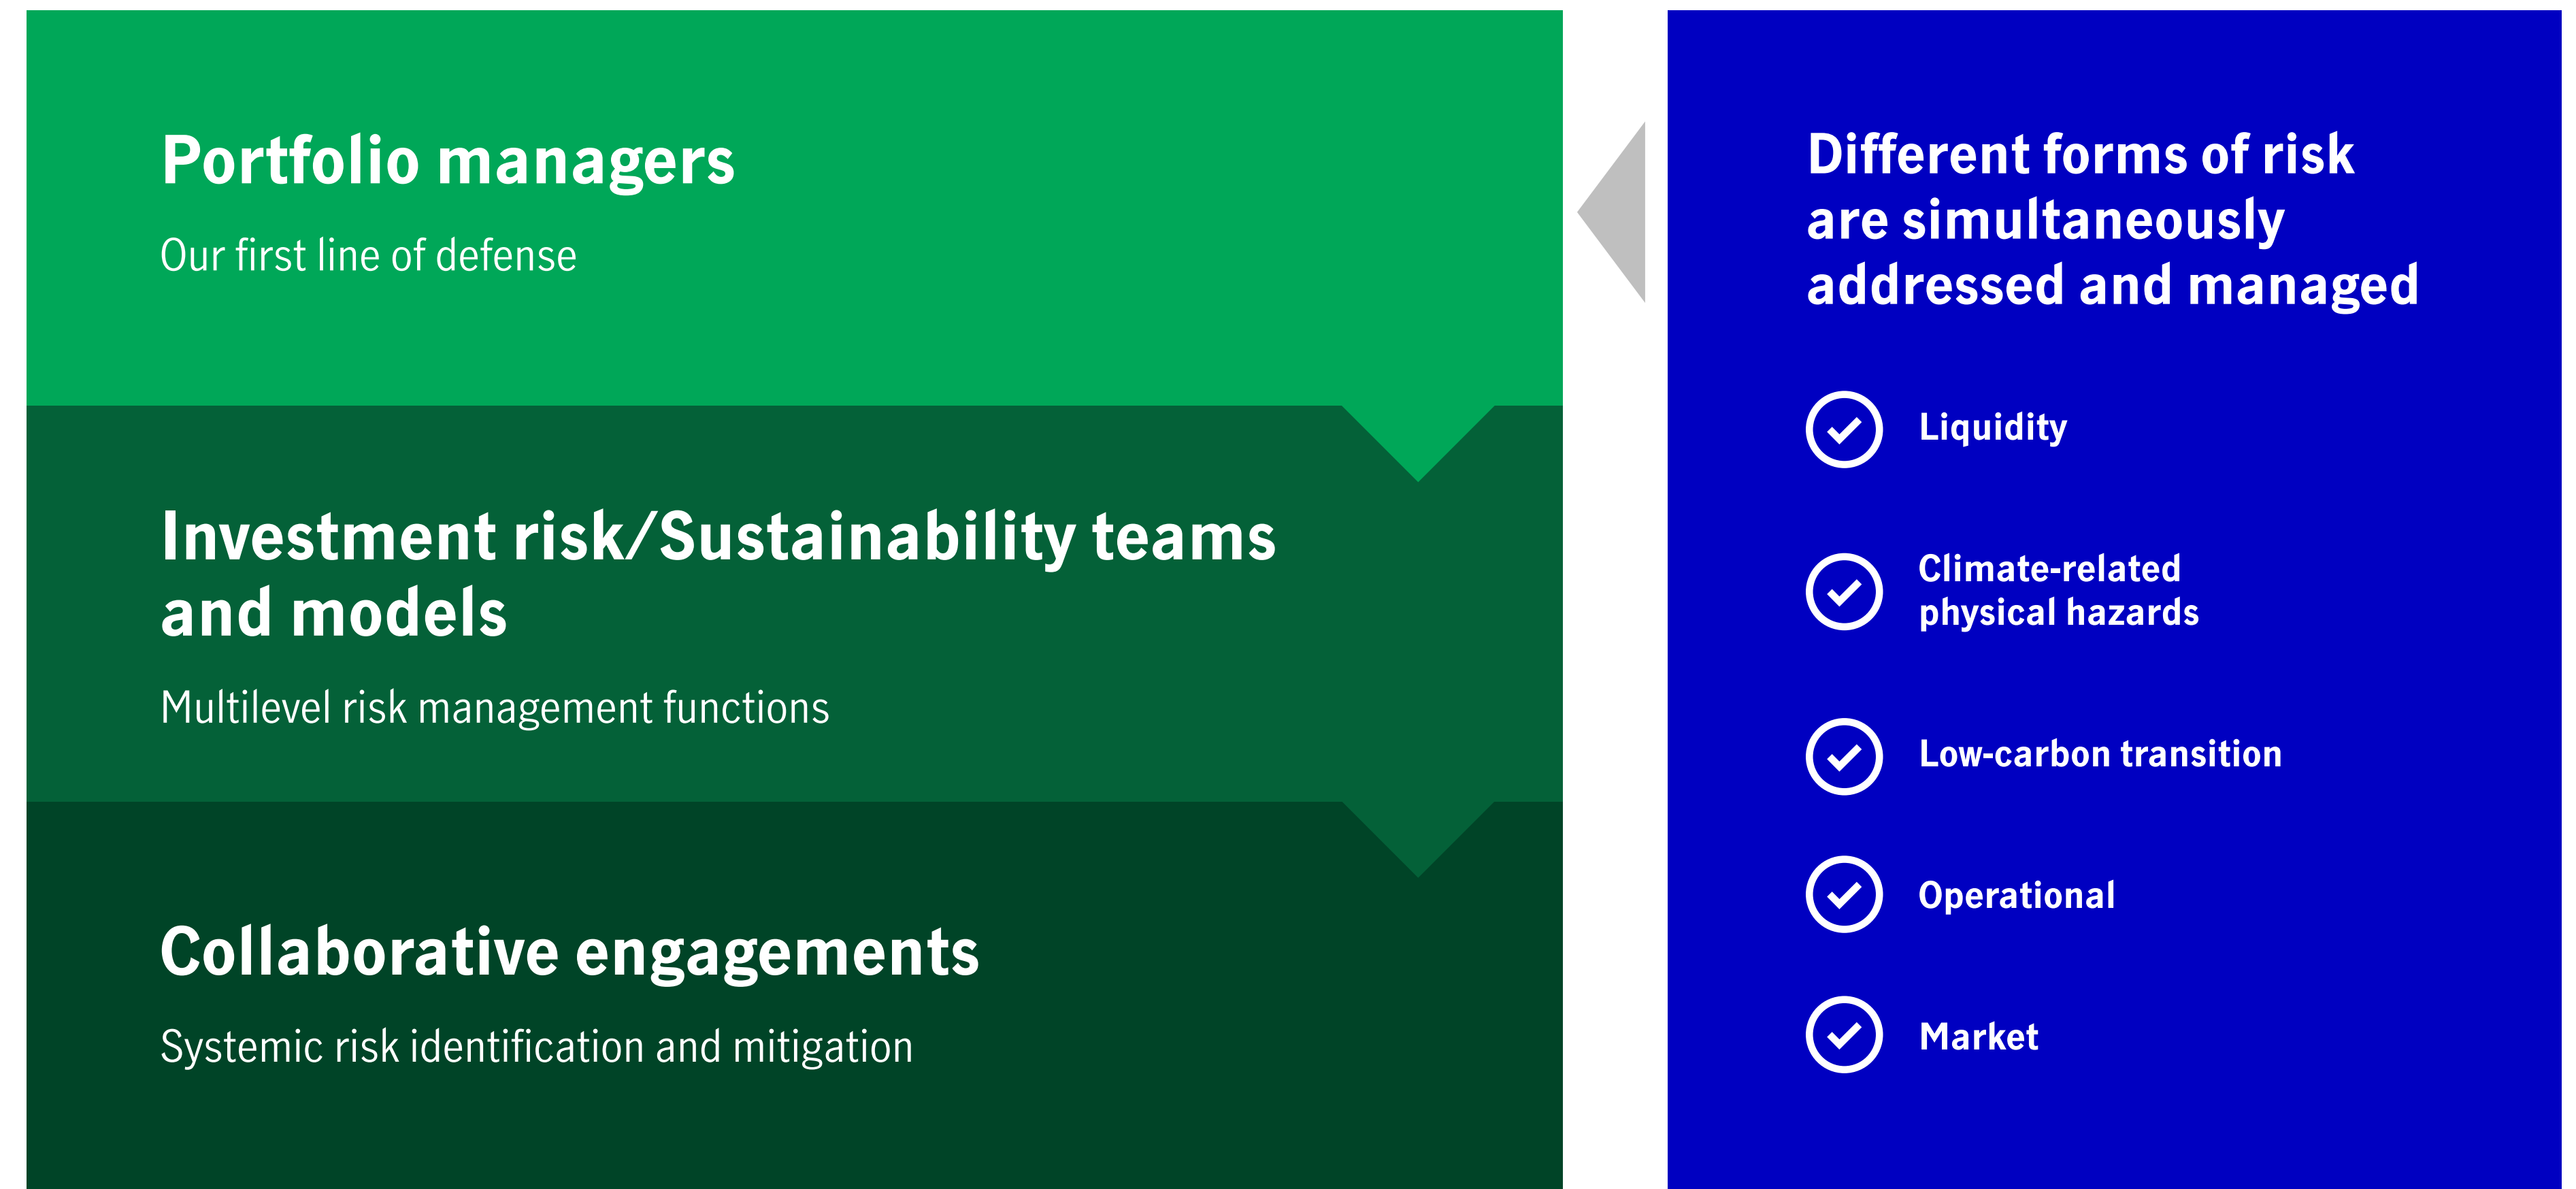 Portfolio managers
Our first line of defense
Investment risk/Sustainability teams
and models
Multilevel risk management functions
Collaborative engagements
Systemic risk identification and mitigation
Different forms of risk
are simultaneously
addressed and managed
Liquidity
Climate-related
physical hazards
Low-carbon transition
Operational
Market